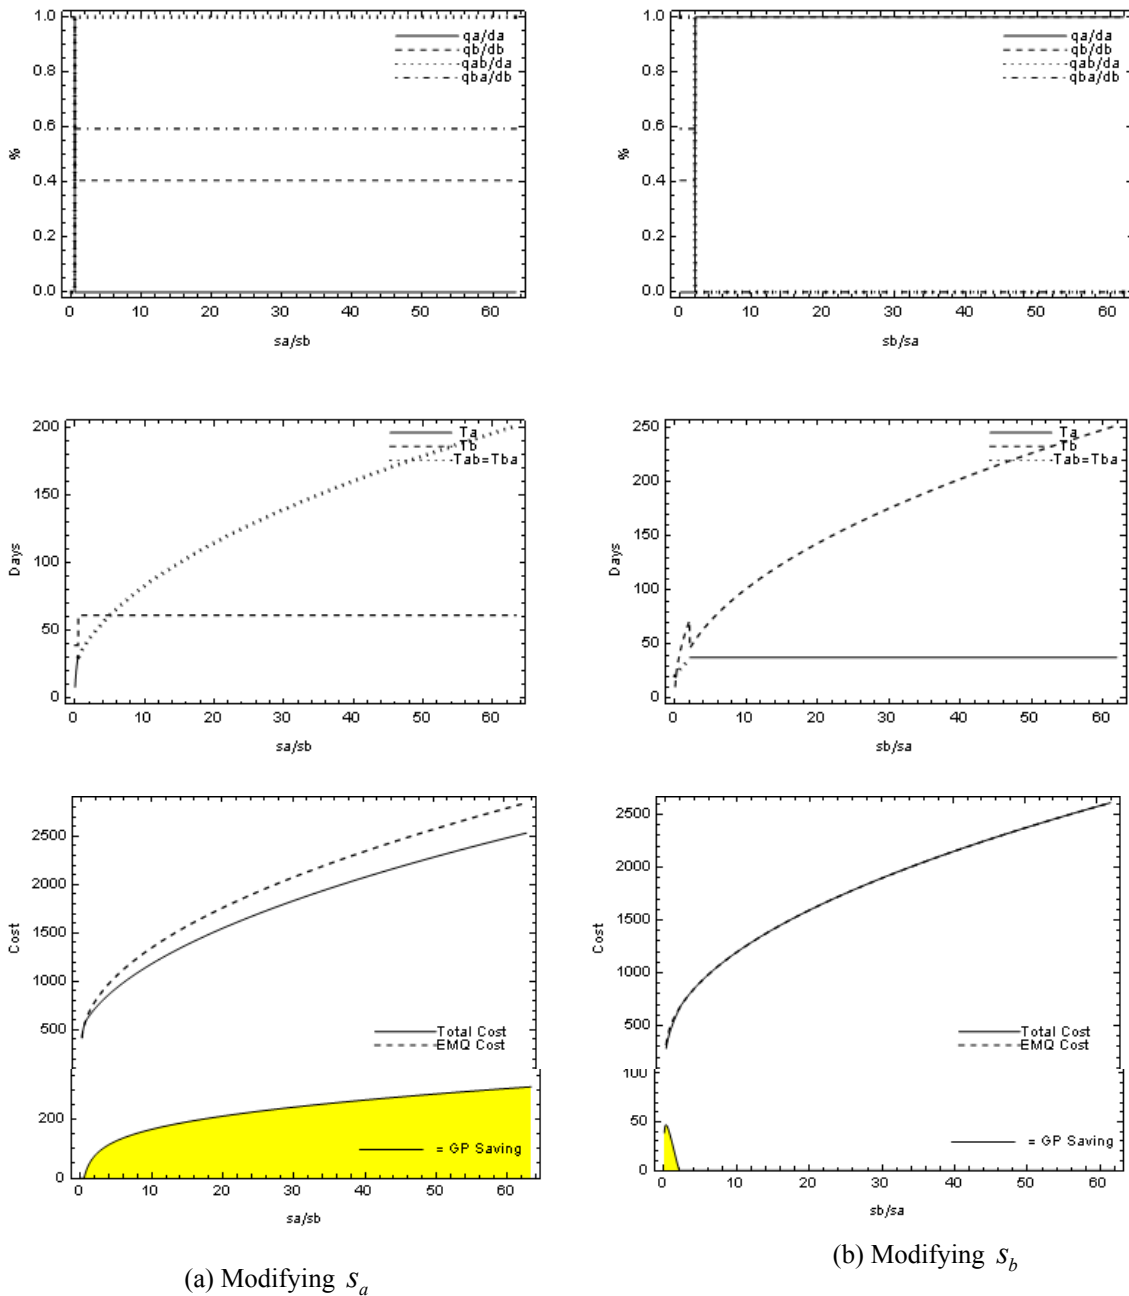 1.0
0.8
0.6
0.4
0.2
0.0
%
qa/da
qb/db
qab/da
qba/db
0 10 20 30 40 50 60
sa/sb
1.0
0.8
0.6
0.4
0.2
0.0
%
qa/da
qb/db
qab/da
qba/db
0 10 20 30 40 50 60
sb/sa
200
150
100
50
0
Days
Ta
Tb
Tab=Tba
0 10 20 30 40 50 60
sa/sb
250
200
150
100
50
0
Days
Ta
Tb
Tab=Tba
0 10 20 30 40 50 60
sb/sa
2500
2000
1500
1000
500
Cost
Total Cost
EMQ Cost
200
0
= GP Saving
0 10 20 30 40 50 60
sa/sb
2500
2000
1500
1000
500
Cost
Total Cost
EMQ Cost
100
50
0
= GP Saving
0 10 20 30 40 50 60
sb/sa
(a) Modifying s_a
(b) Modifying s_b